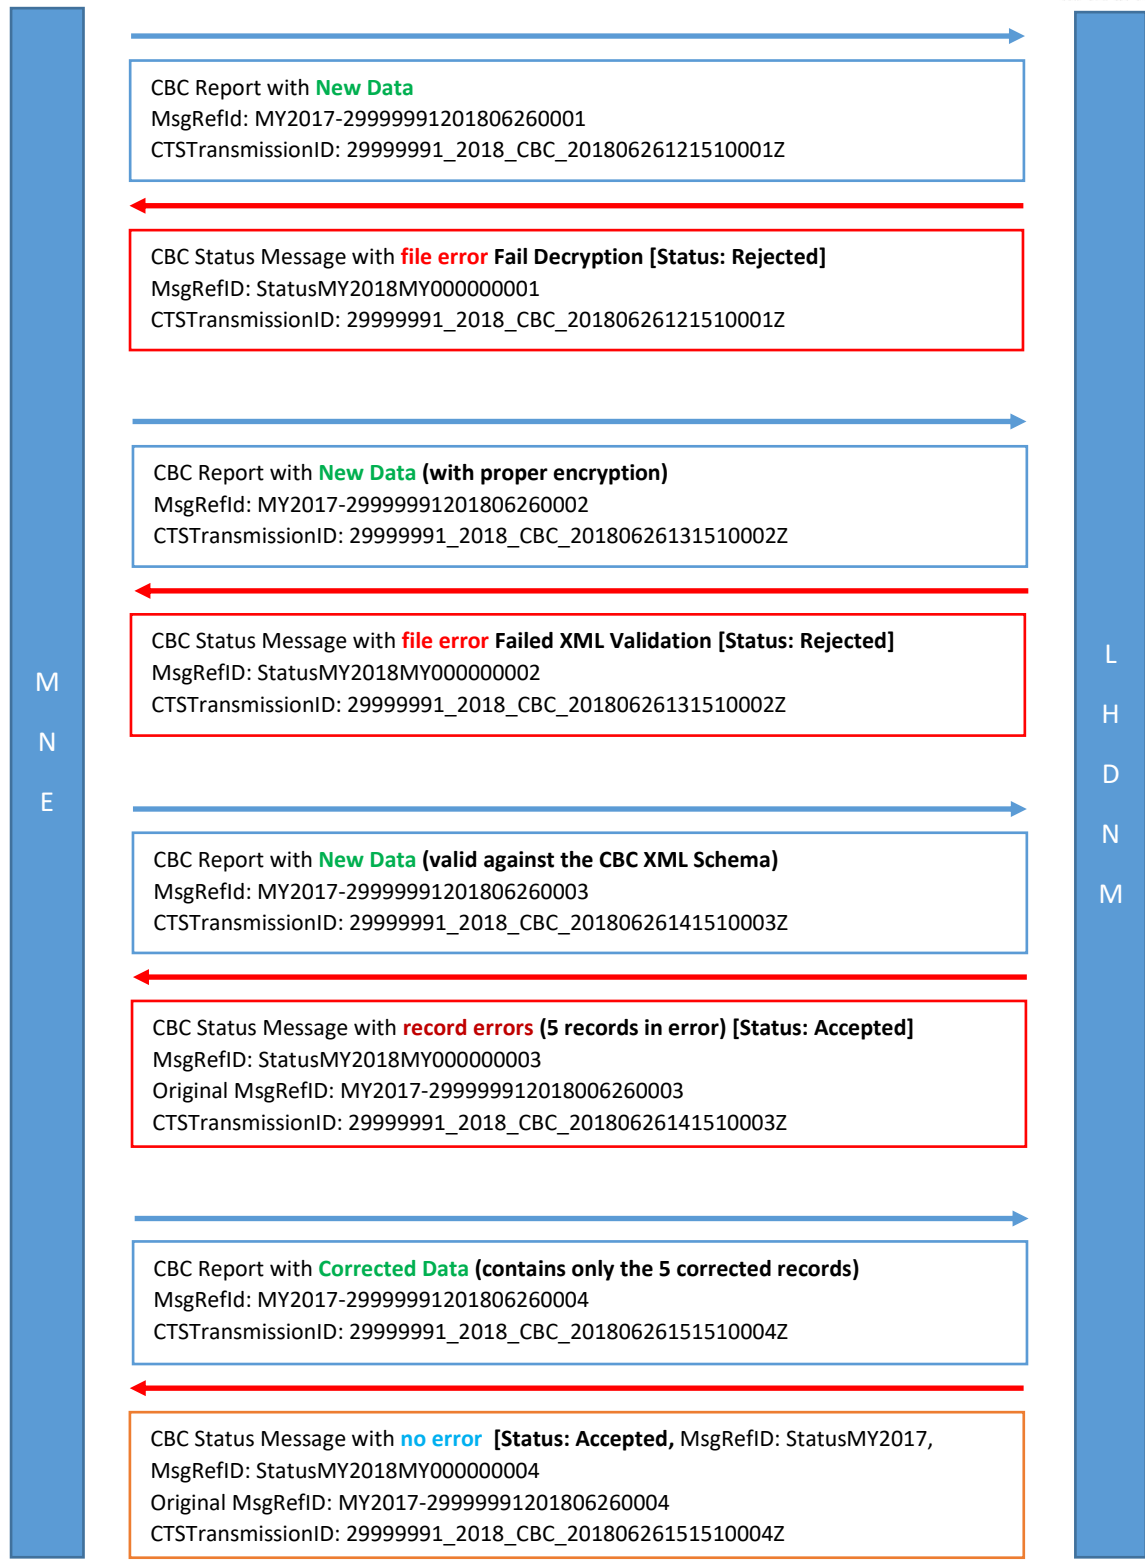 CBC Report with New Data
MsgRefId: MY2017-29999991201806260001
CTSTransmissionID: 29999991_2018_CBC_20180626121510001Z
CBC Status Message with file error Fail Decryption [Status: Rejected]
MsgRefID: StatusMY2018MY000000001
CTSTransmissionID: 29999991_2018_CBC_20180626121510001Z
CBC Report with New Data (with proper encryption)
MsgRefId: MY2017-29999991201806260002
CTSTransmissionID: 29999991_2018_CBC_20180626131510002Z
CBC Status Message with file error Failed XML Validation [Status: Rejected]
MsgRefID: StatusMY2018MY000000002
CTSTransmissionID: 29999991_2018_CBC_20180626131510002Z
M
N
E
L
H
D
N
M
CBC Report with New Data (valid against the CBC XML Schema)
MsgRefId: MY2017-29999991201806260003
CTSTransmissionID: 29999991_2018_CBC_20180626141510003Z
CBC Status Message with record errors (5 records in error) [Status: Accepted]
MsgRefID: StatusMY2018MY000000003
Original MsgRefID: MY2017-299999912018006260003
CTSTransmissionID: 29999991_2018_CBC_20180626141510003Z
CBC Report with Corrected Data (contains only the 5 corrected records)
MsgRefId: MY2017-29999991201806260004
CTSTransmissionID: 29999991_2018_CBC_20180626151510004Z
CBC Status Message with no error [Status: Accepted, MsgRefID: StatusMY2017,
MsgRefID: StatusMY2018MY000000004
Original MsgRefID: MY2017-29999991201806260004
CTSTransmissionID: 29999991_2018_CBC_20180626151510004Z